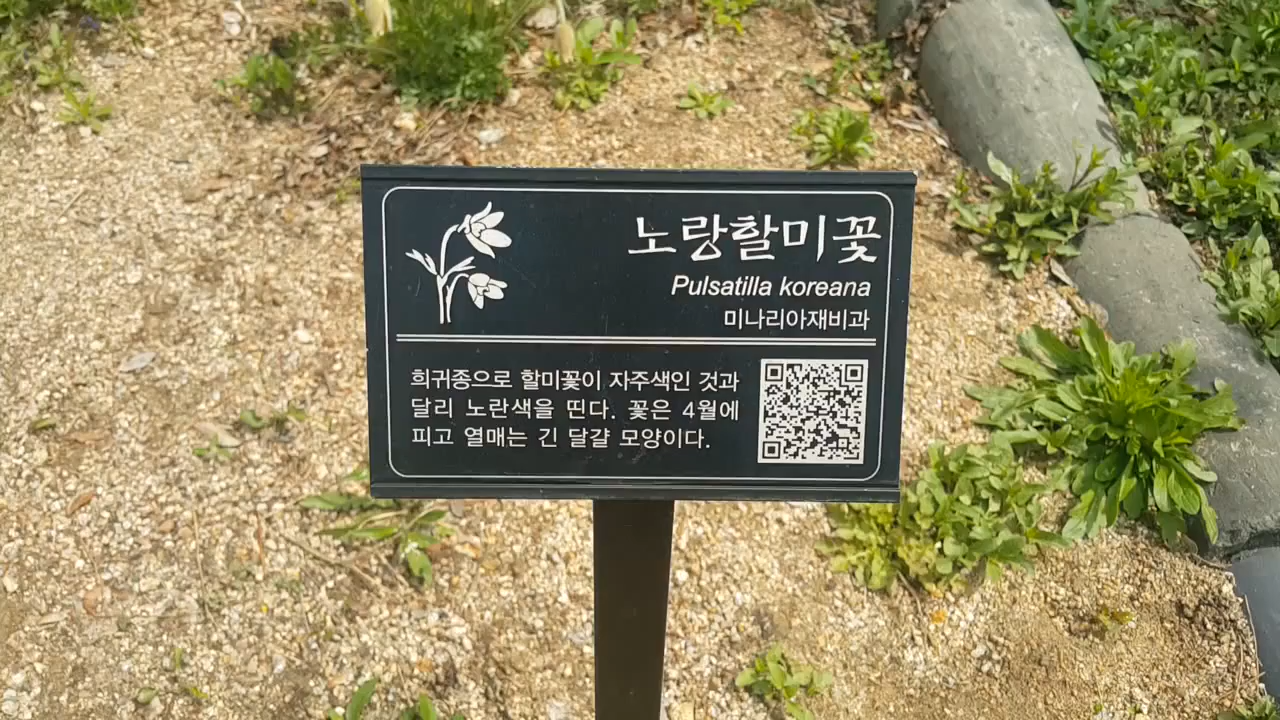 노랑할미꽃
Pulsatilla koreana
미나리아재비과
희귀종으로 할미꽃이 자주색인 것과
달리 노란색을 띤다. 꽃은 4월에
피고 열매는 긴 달걀 모양이다.